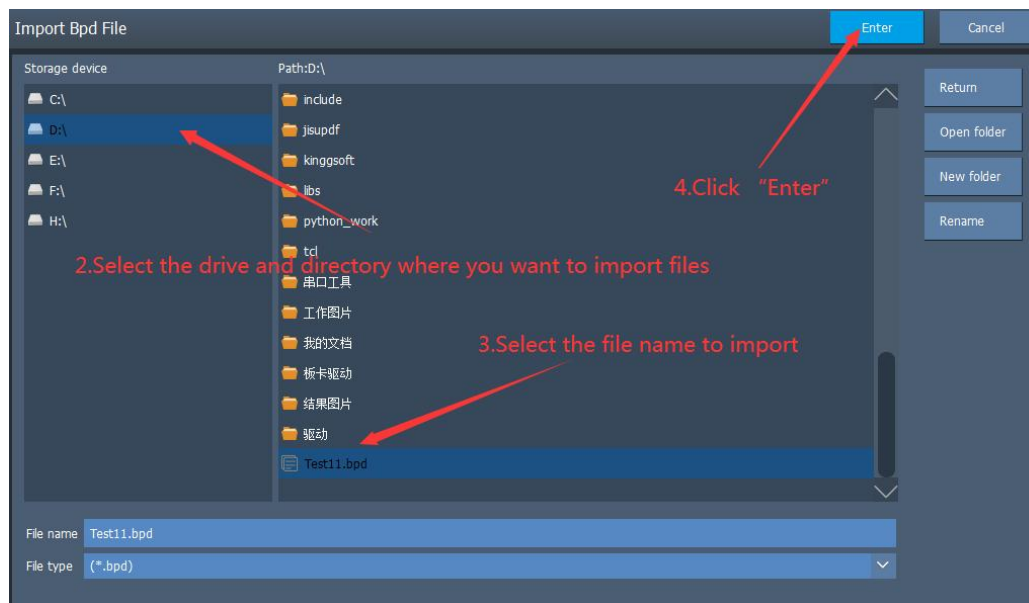 Import Bpd File
Enter
Cancel
Storage device
Path:D:\
C:\
D:\
E:\
F:\
H:\
include
jisupdf
kinggsoft
libs
python_work
tcl
串口工具
工作图片
我的文档
板卡驱动
结果图片
驱动
Test11.bpd
Return
Open folder
New folder
Rename
2.Select the drive and directory where you want to import files
3.Select the file name to import
4.Click “Enter”
File name Test11.bpd
File type (*.bpd)